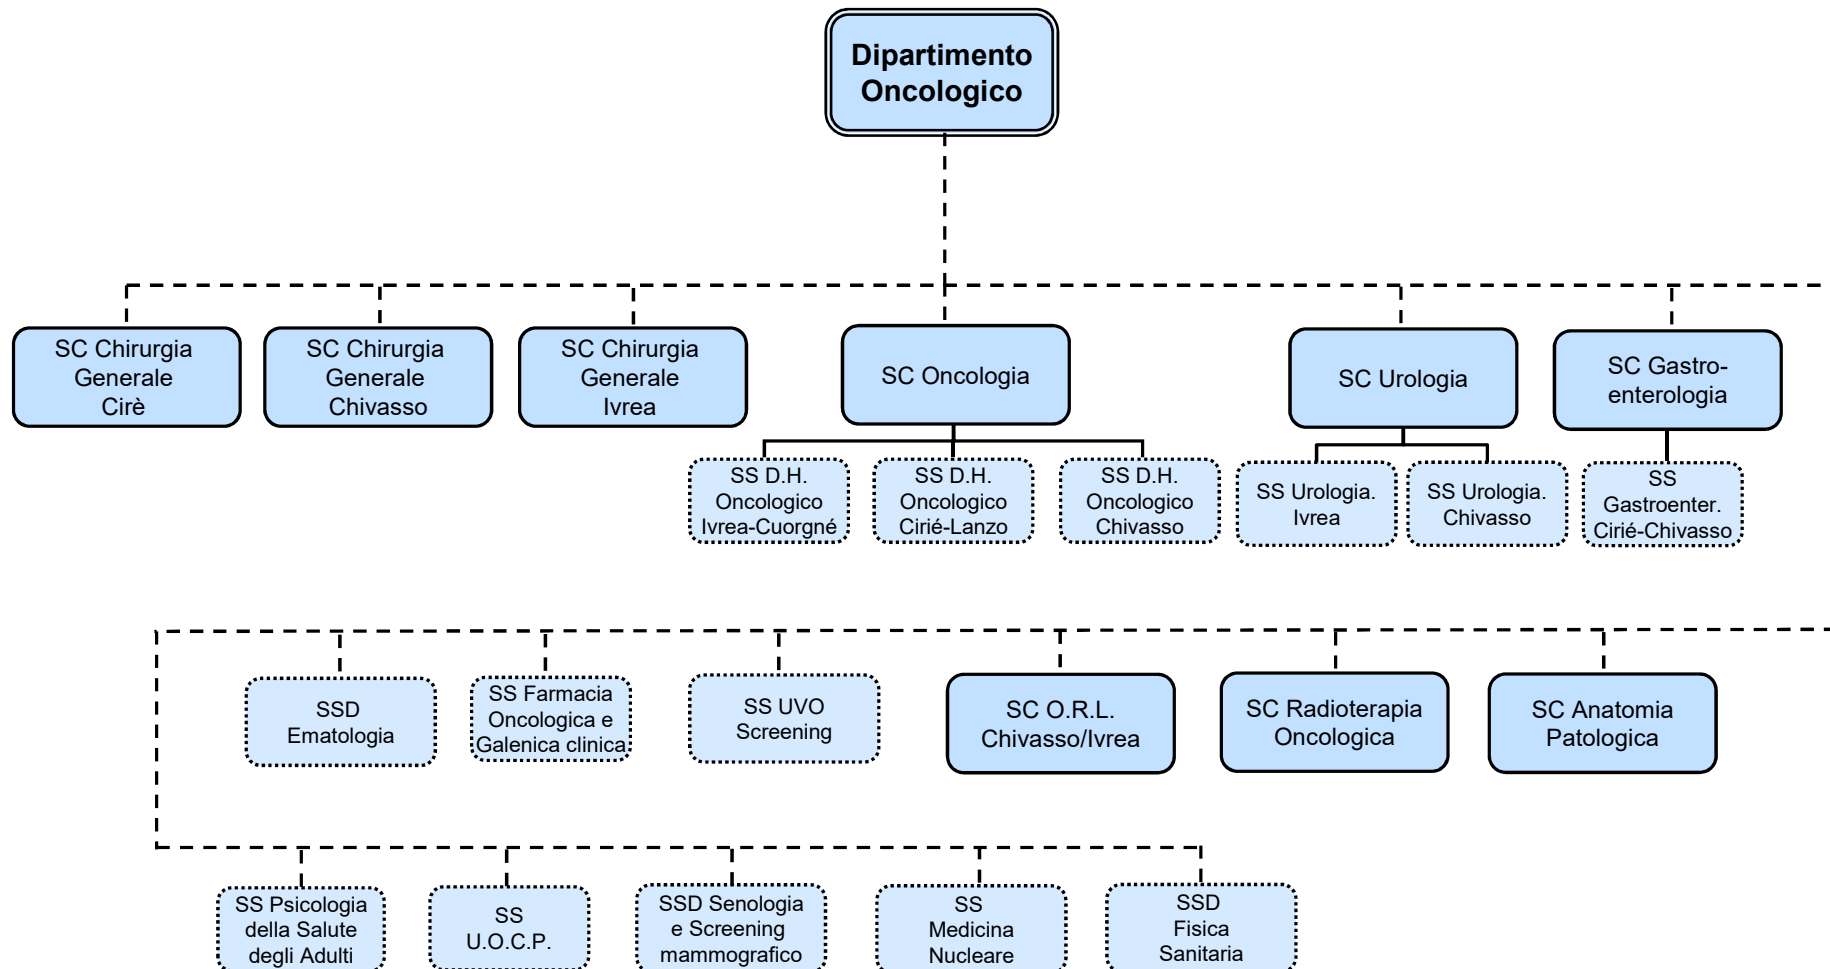 Dipartimento
Oncologico
SC Chirurgia
Generale
Cirè
SC Chirurgia
Generale
Chivasso
SC Chirurgia
Generale
Ivrea
SC Oncologia
SC Urologia
SC Gastro-
enterologia
SS D.H.
Oncologico
Ivrea-Cuorgné
SS D.H.
Oncologico
Cirié-Lanzo
SS D.H.
Oncologico
Chivasso
SS Urologia.
Ivrea
SS Urologia.
Chivasso
SS
Gastroenter.
Cirié-Chivasso
SSD
Ematologia
SS Farmacia
Oncologica e
Galenica clinica
SS UVO
Screening
SC O.R.L.
Chivasso/Ivrea
SC Radioterapia
Oncologica
SC Anatomia
Patologica
SS Psicologia
della Salute
degli Adulti
SS
U.O.C.P.
SSD Senologia
e Screening
mammografico
SS
Medicina
Nucleare
SSD
Fisica
Sanitaria